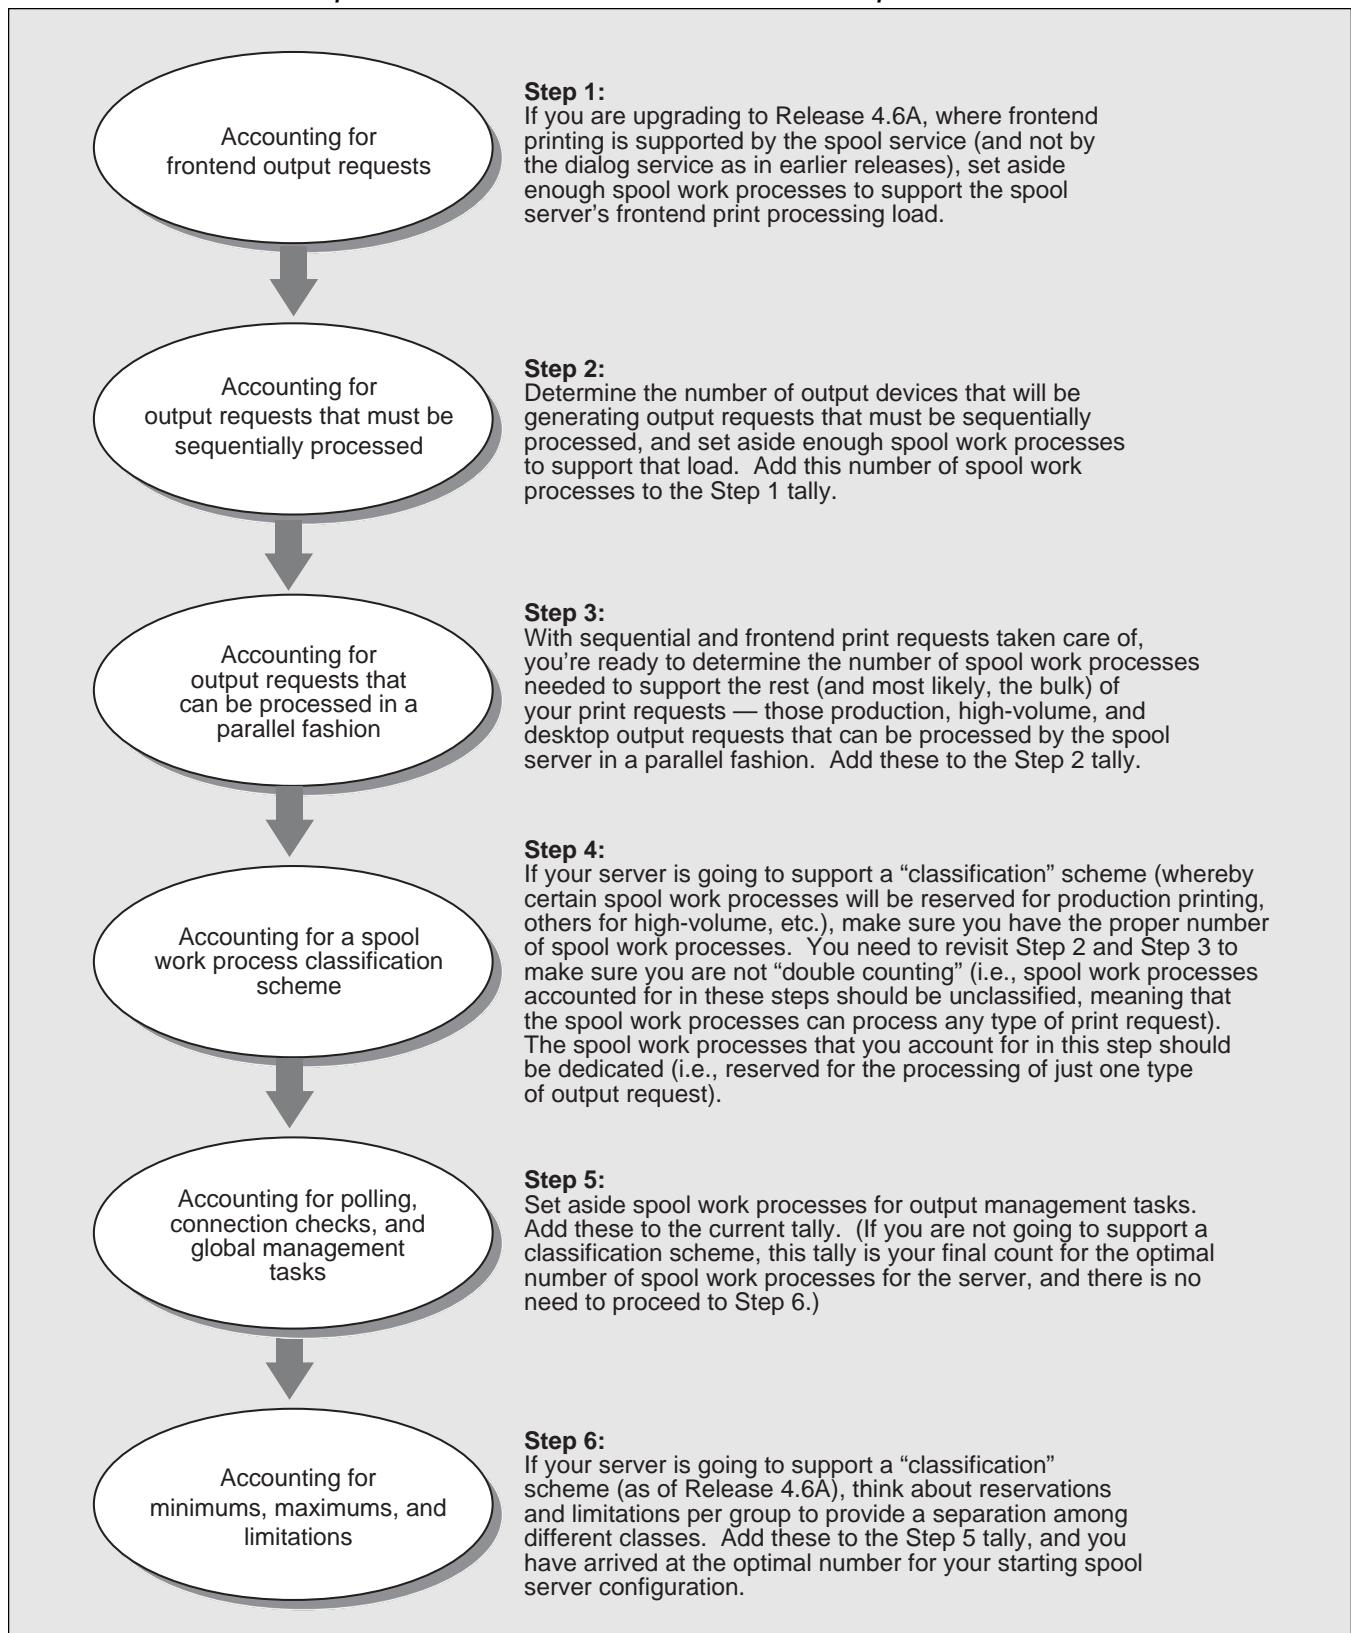 Accounting for
frontend output requests
Step 1:
If you are upgrading to Release 4.6A, where frontend
printing is supported by the spool service (and not by
the dialog service as in earlier releases), set aside
enough spool work processes to support the spool
server’s frontend print processing load.
Accounting for
output requests that must be
sequentially processed
Step 2:
Determine the number of output devices that will be
generating output requests that must be sequentially
processed, and set aside enough spool work processes
to support that load.  Add this number of spool work
processes to the Step 1 tally.
Accounting for
output requests that
can be processed in a
parallel fashion
Step 3:
With sequential and frontend print requests taken care of,
you’re ready to determine the number of spool work processes
needed to support the rest (and most likely, the bulk) of
your print requests — those production, high-volume, and
desktop output requests that can be processed by the spool
server in a parallel fashion.  Add these to the Step 2 tally.
Accounting for a spool
work process classification
scheme
Step 4:
If your server is going to support a “classification” scheme (whereby
certain spool work processes will be reserved for production printing,
others for high-volume, etc.), make sure you have the proper number
of spool work processes.  You need to revisit Step 2 and Step 3 to
make sure you are not “double counting” (i.e., spool work processes
accounted for in these steps should be unclassified, meaning that
the spool work processes can process any type of print request).
The spool work processes that you account for in this step should
be dedicated (i.e., reserved for the processing of just one type
of output request).
Accounting for polling,
connection checks, and
global management
tasks
Step 5:
Set aside spool work processes for output management tasks.
Add these to the current tally.  (If you are not going to support a
classification scheme, this tally is your final count for the optimal
number of spool work processes for the server, and there is no
need to proceed to Step 6.)
Accounting for
minimums, maximums, and
limitations
Step 6:
If your server is going to support a “classification”
scheme (as of Release 4.6A), think about reservations
and limitations per group to provide a separation among
different classes.  Add these to the Step 5 tally, and you
have arrived at the optimal number for your starting spool
server configuration.